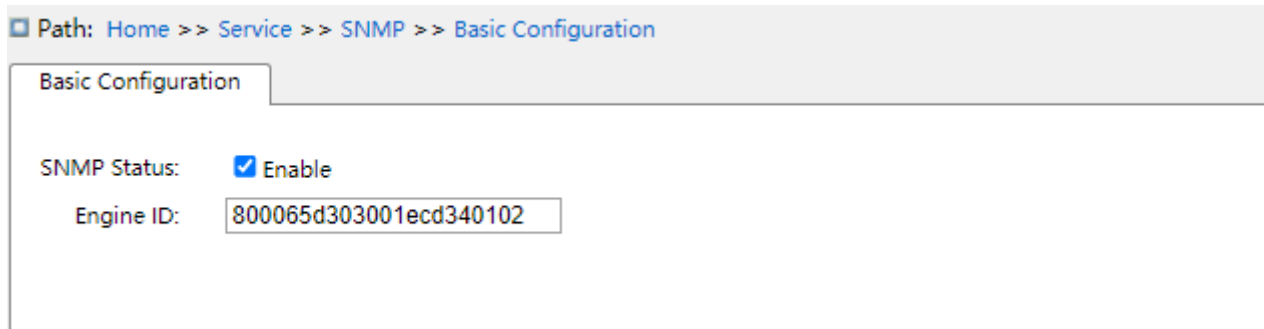 Path: Home >> Service >> SNMP >> Basic Configuration
Basic Configuration
SNMP Status: Enable
Engine ID: 800065d303001ecd340102